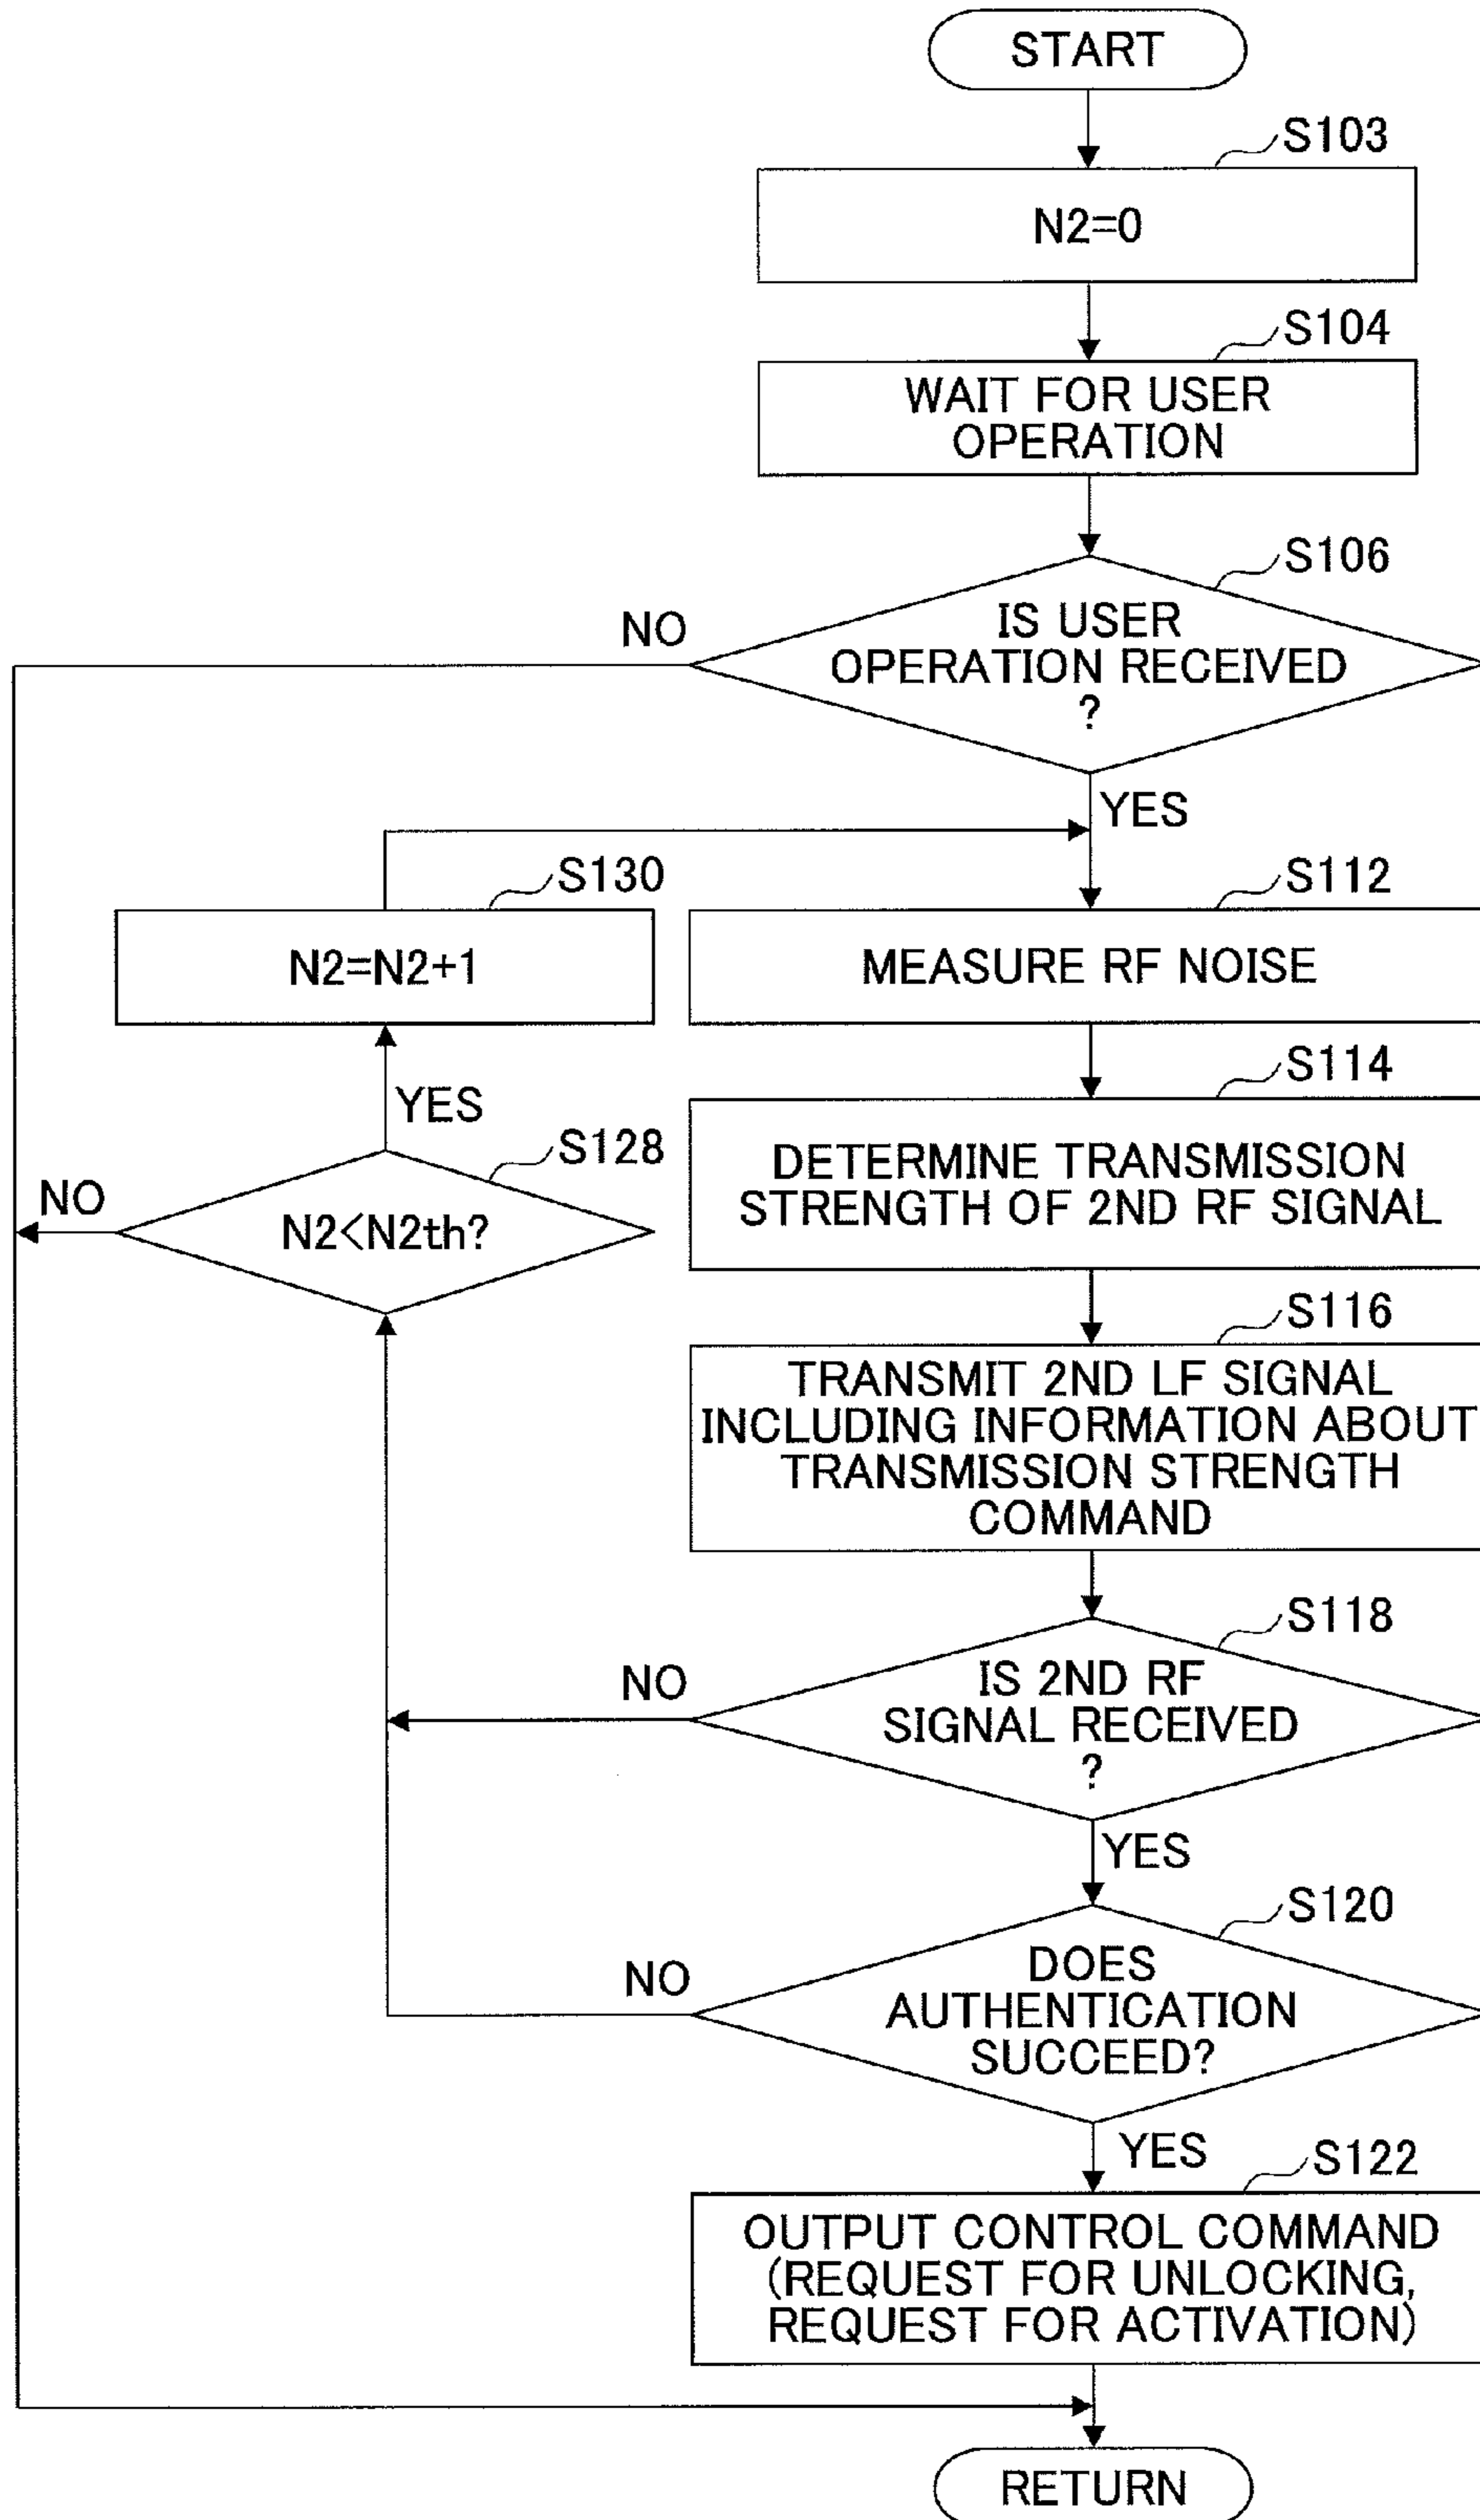 START
S103
N2=0
S104
WAIT FOR USER
OPERATION
S106
IS USER
OPERATION RECEIVED
?
NO
YES
S130
N2=N2+1
S112
MEASURE RF NOISE
YES
S114
DETERMINE TRANSMISSION
STRENGTH OF 2ND RF SIGNAL
S128
N2<N2th?
NO
S116
TRANSMIT 2ND LF SIGNAL
INCLUDING INFORMATION ABOUT
TRANSMISSION STRENGTH
COMMAND
S118
IS 2ND RF
SIGNAL RECEIVED
?
NO
YES
S120
DOES
AUTHENTICATION
SUCCEED?
NO
YES
S122
OUTPUT CONTROL COMMAND
(REQUEST FOR UNLOCKING,
REQUEST FOR ACTIVATION)
RETURN